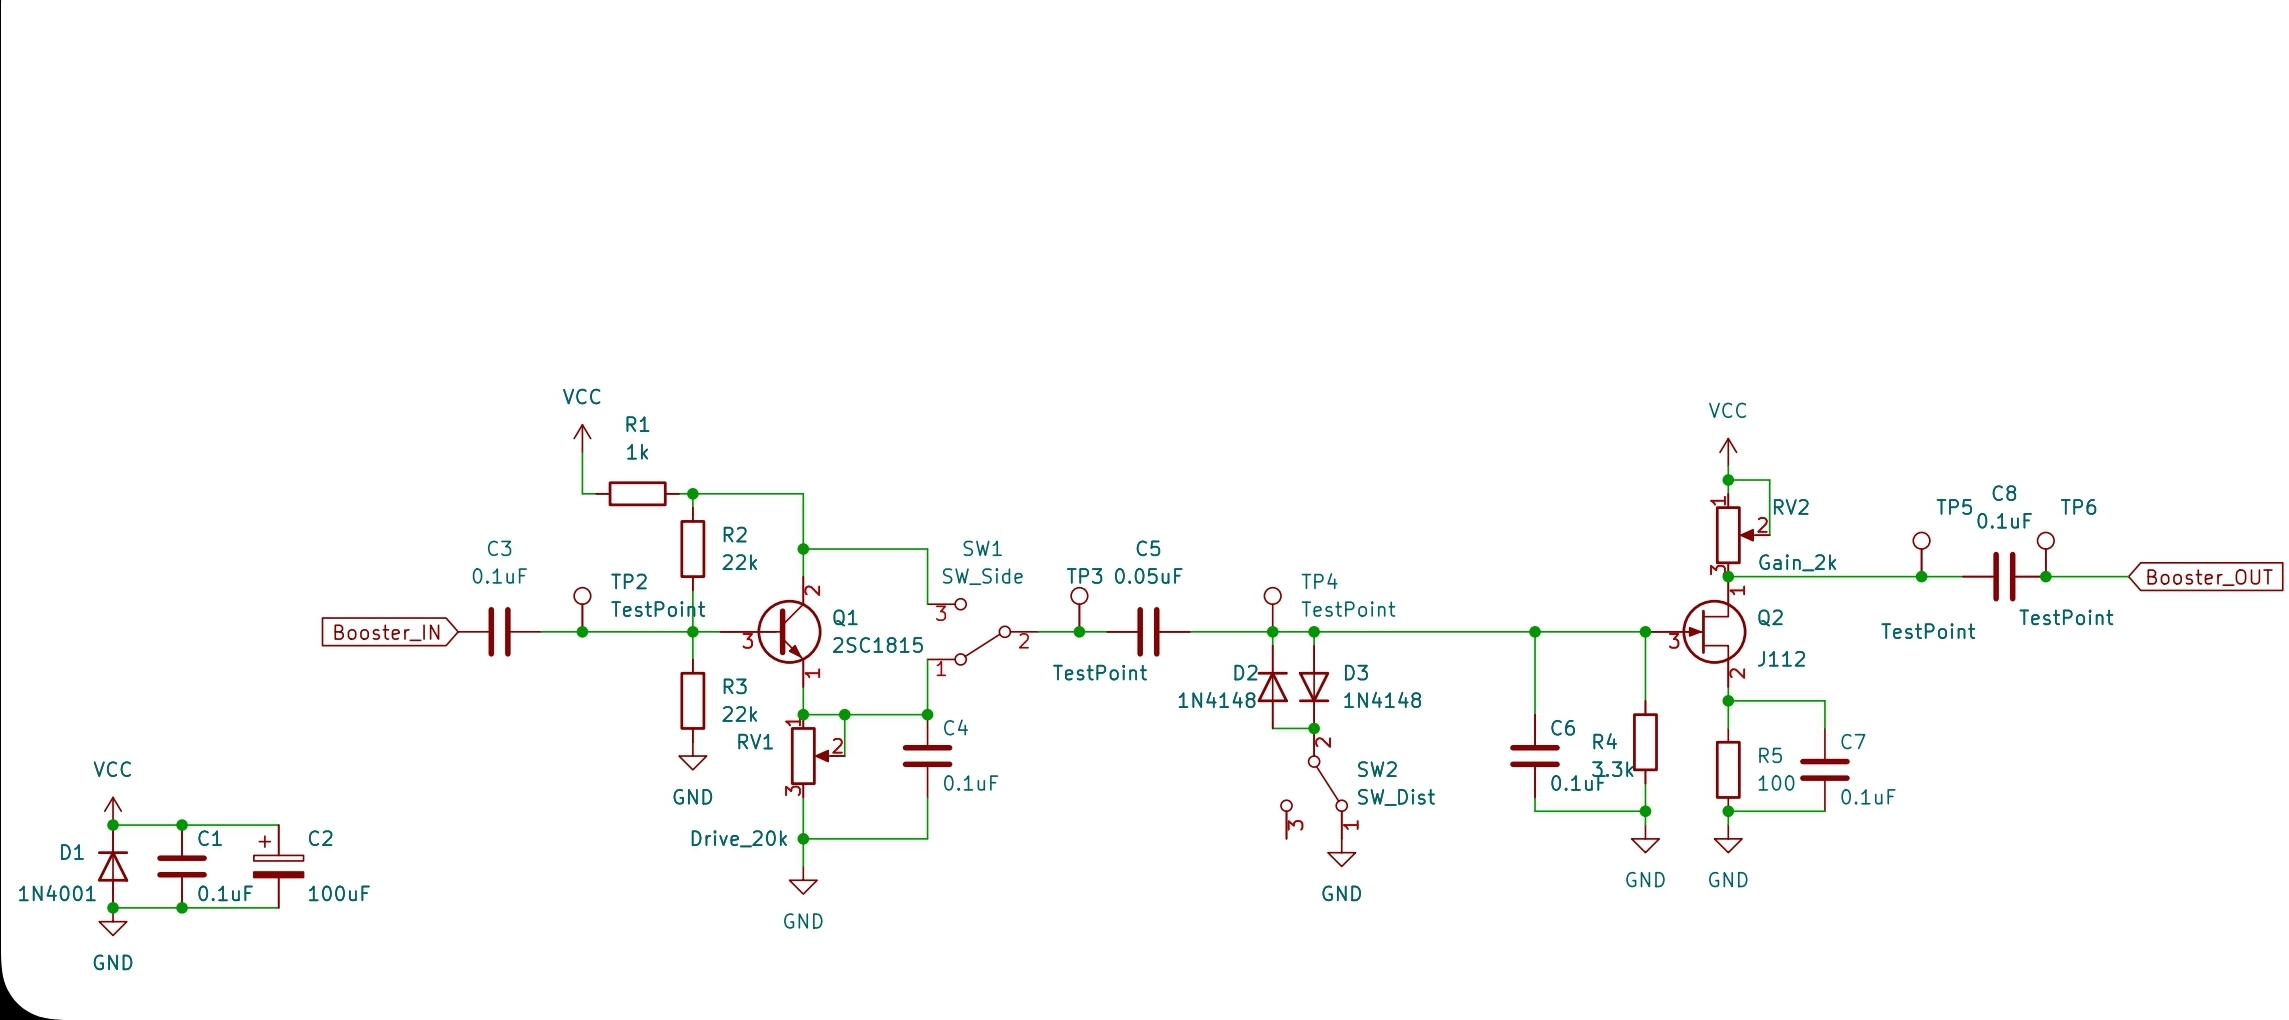 VCC
R1
1k
VCC
C3
0.1uF
R2
22k
TP2
TestPoint
Booster_IN
3
2
1
Q1
2SC1815
SW1
SW_Side
3
2
1
C5
TP3 0.05uF
TestPoint
TP4
TestPoint
R3
22k
GND
RV1
1
2
3
Drive_20k
GND
C4
0.1uF
D2
1N4148
D3
1N4148
2
SW2
SW_Dist
3
1
GND
C6
0.1uF
R4
3.3k
GND
1
RV2
2
3
Gain_2k
1
3
Q2
J112
2
R5
100
C7
0.1uF
GND
TP5
C8
0.1uF
TP6
TestPoint
TestPoint
Booster_OUT
VCC
D1
1N4001
C1
0.1uF
+
C2
100uF
GND